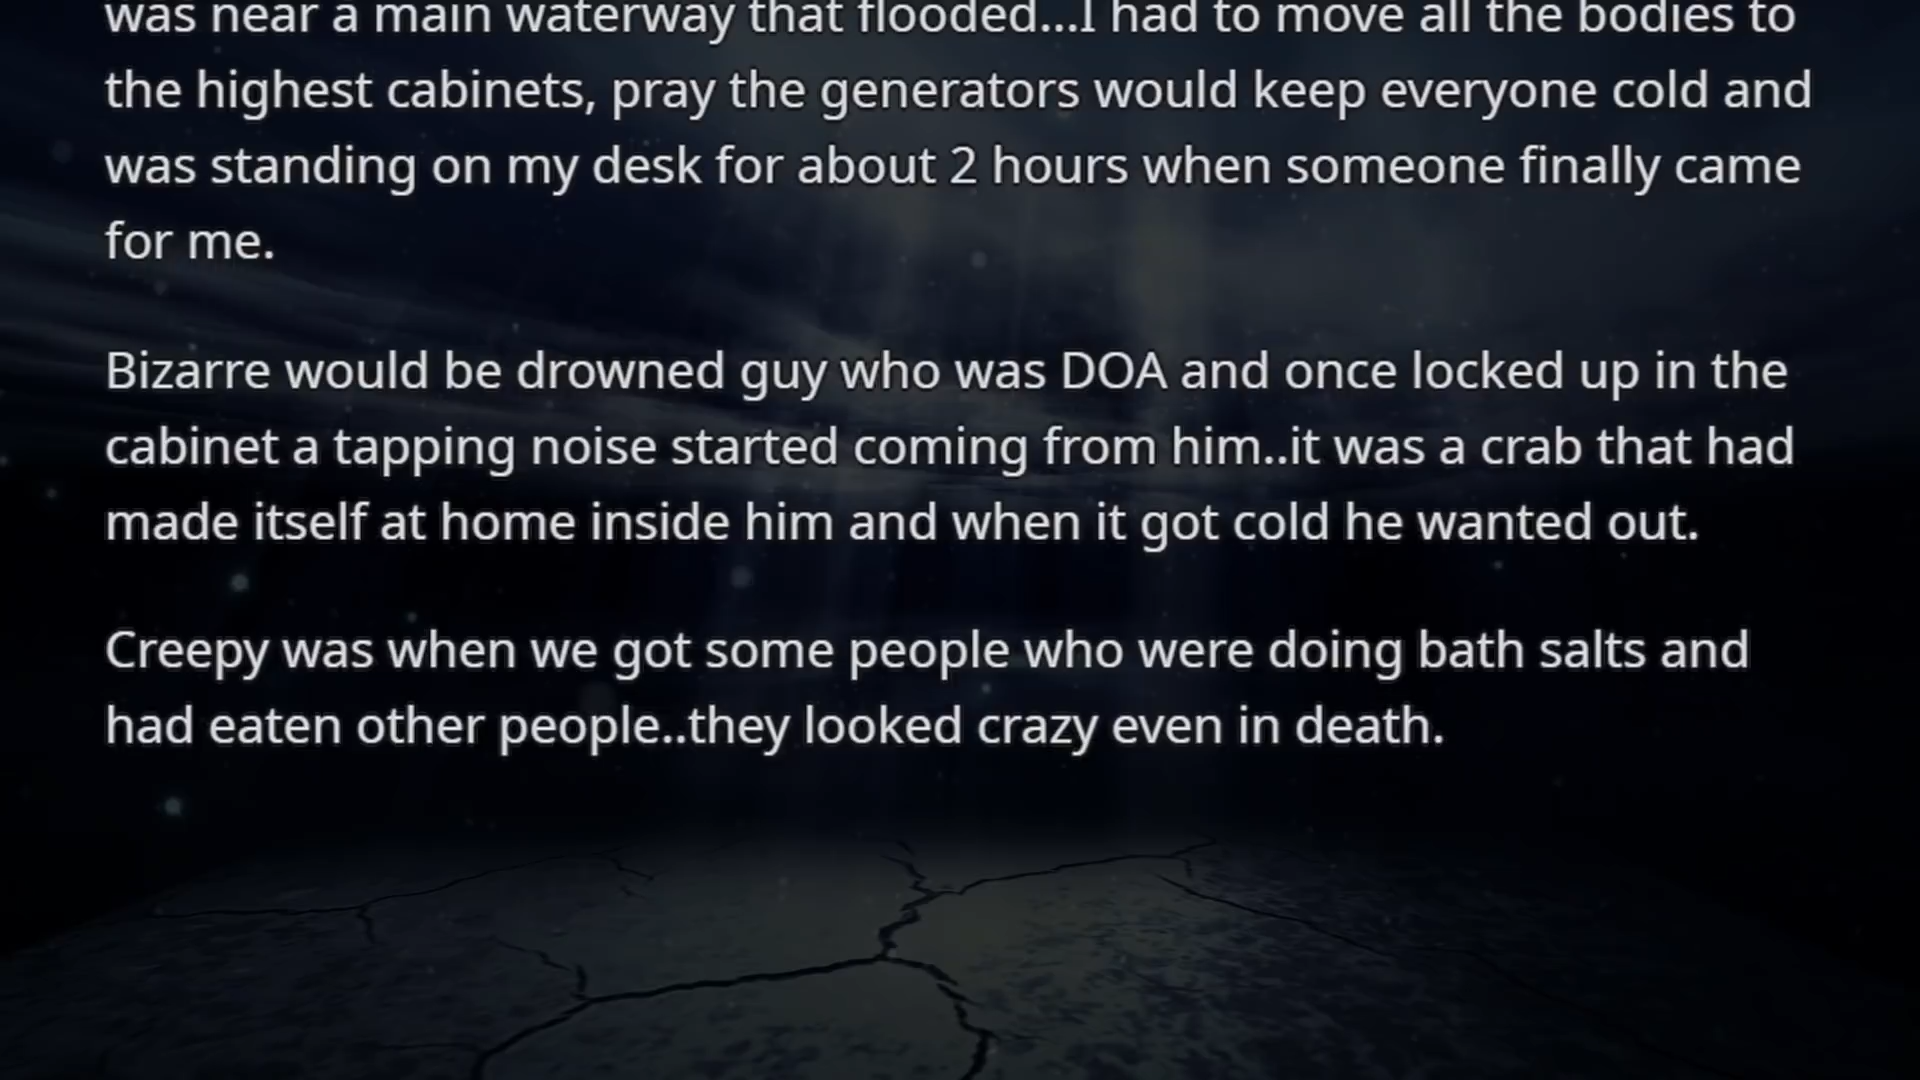 was near a main waterway that flooded...I had to move all the bodies to
the highest cabinets, pray the generators would keep everyone cold and
was standing on my desk for about 2 hours when someone finally came
for me.
Bizarre would be drowned guy who was DOA and once locked up in the
cabinet a tapping noise started coming from him..it was a crab that had
made itself at home inside him and when it got cold he wanted out.
Creepy was when we got some people who were doing bath salts and
had eaten other people..they looked crazy even in death.